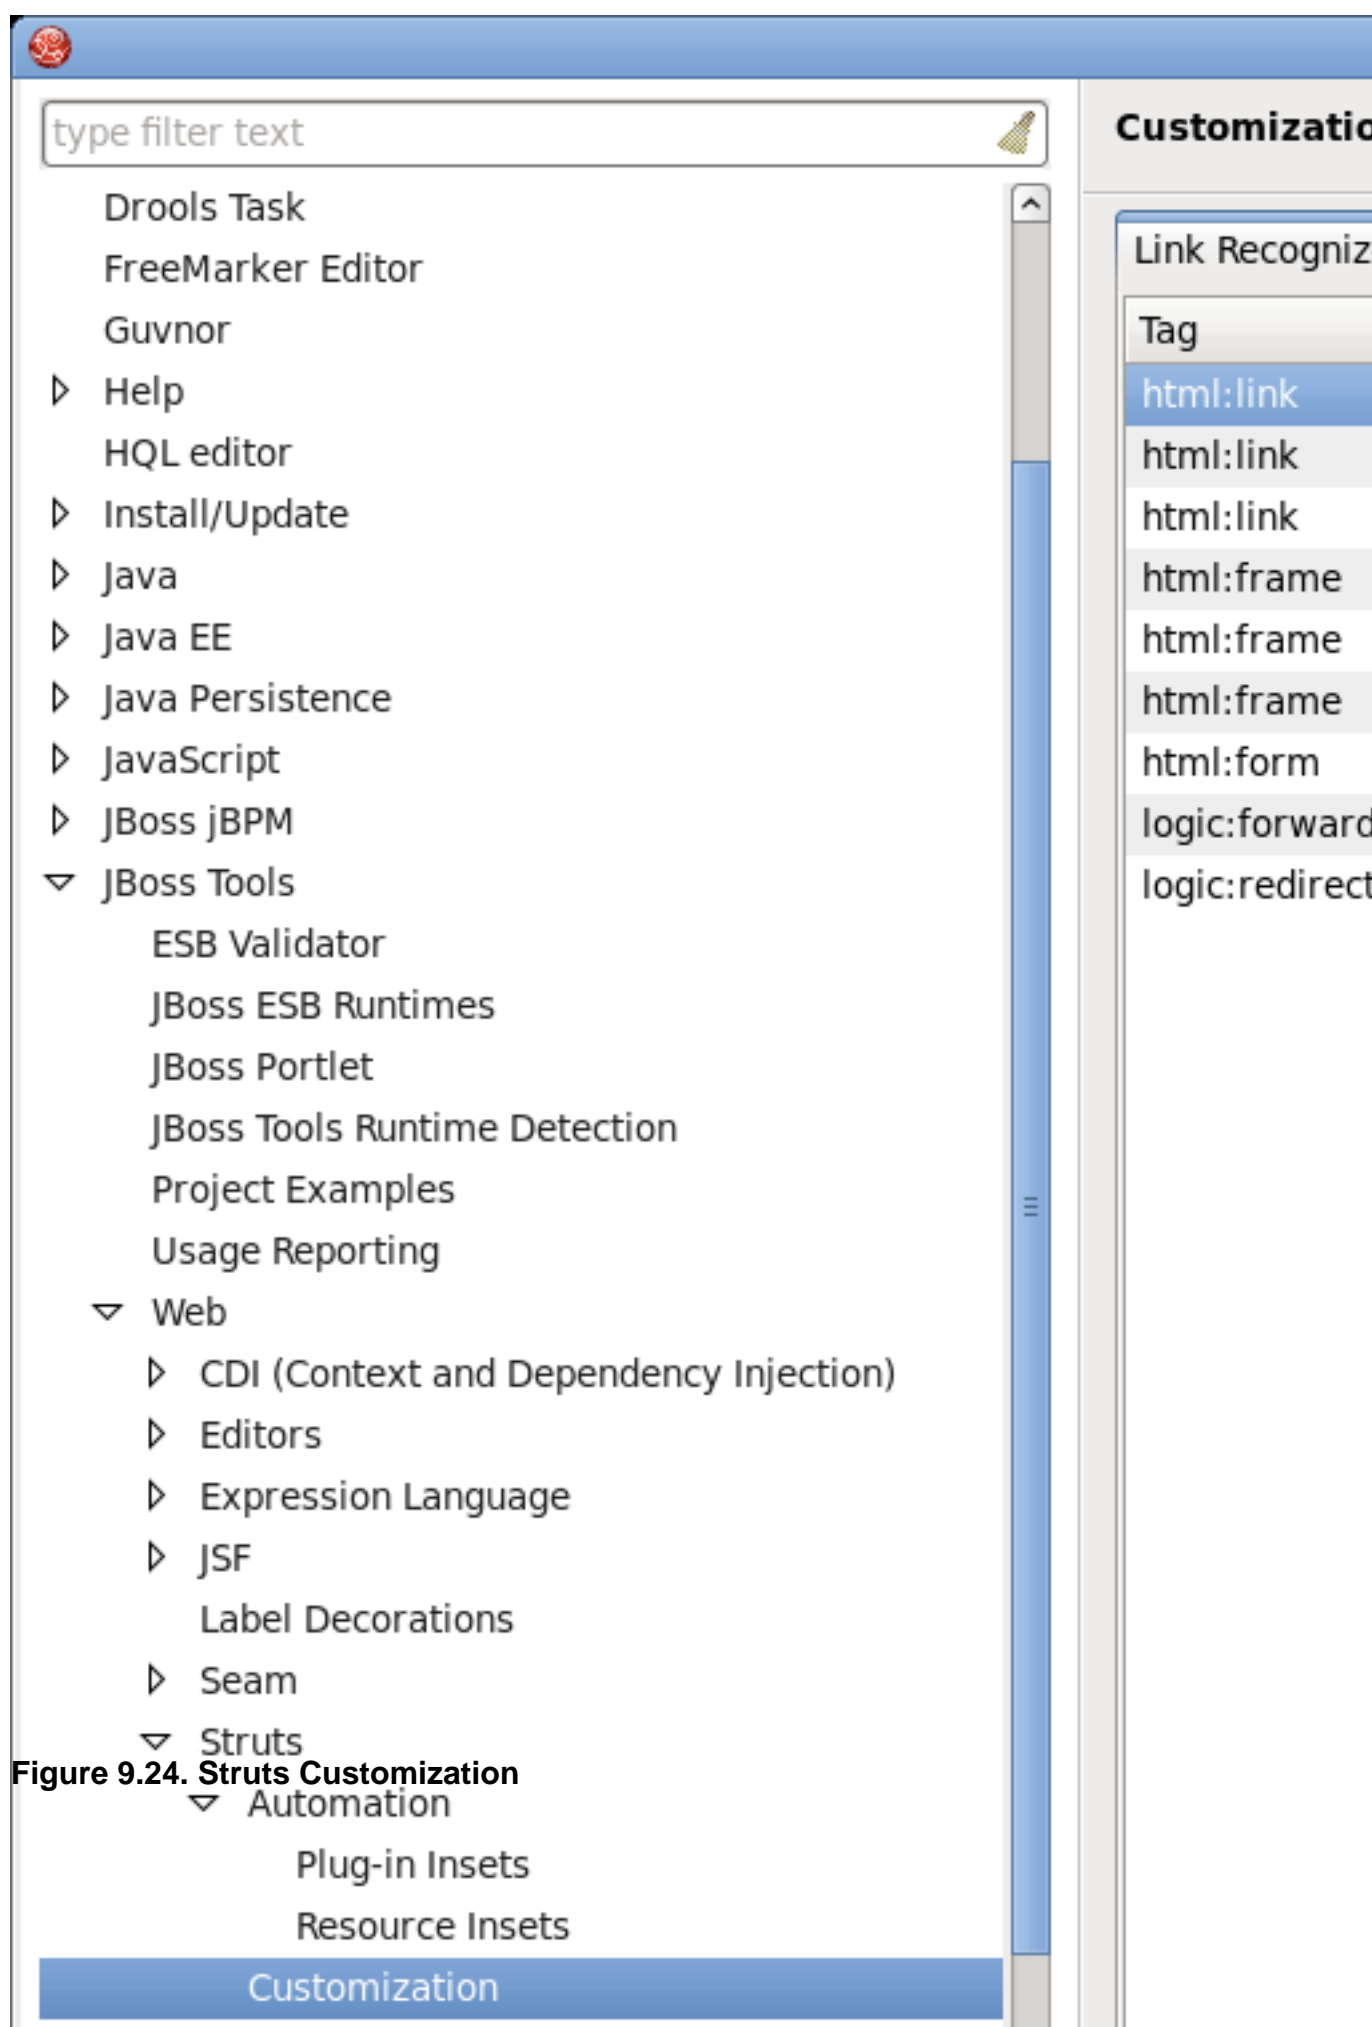 type filter text
Drools Task
FreeMarker Editor
Guvnor
Help
HQL editor
Install/Update
Java
Java EE
Java Persistence
JavaScript
JBoss jBPM
JBoss Tools
ESB Validator
JBoss ESB Runtimes
JBoss Portlet
JBoss Tools Runtime Detection
Project Examples
Usage Reporting
Web
CDI (Context and Dependency Injection)
Editors
Expression Language
JSF
Label Decorations
Seam
Struts
Figure 9.24. Struts Customization
Automation
Plug-in Insets
Resource Insets
Customization
Customizatio
Link Recogniz
Tag
html:link
html:link
html:link
html:frame
html:frame
html:frame
html:form
logic:forward
logic:redirect